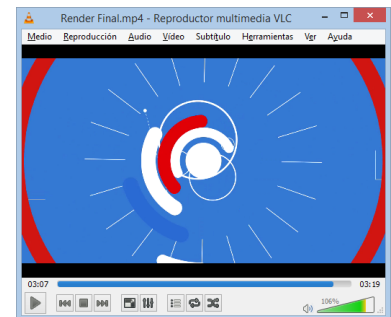 Render Final.mp4 - Reproductor multimedia VLC
Medio Reproducción Audio Vídeo Subtítulo Herramientas Ver Ayuda
03:07 03:19
106%